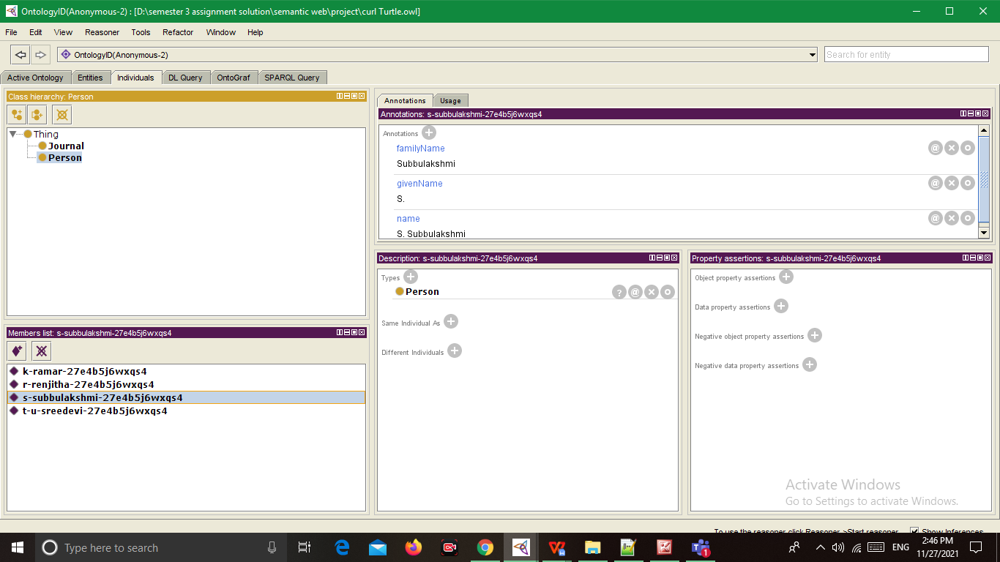 OntologyID(Anonymous-2) : [D:\semester 3 assignment solution\semantic web\project\curl Turtle.owl]
File Edit View Reasoner Tools Refactor Window Help
OntologyID(Anonymous-2)
Search for entity
Active Ontology Entities Individuals DL Query OntoGraf SPARQL Query
Class hierarchy: Person
Thing
Journal
Person
Members list: s-subbulakshmi-27e4b5j6wxqs4
k-ramar-27e4b5j6wxqs4
r-renjitha-27e4b5j6wxqs4
s-subbulakshmi-27e4b5j6wxqs4
t-u-sreedevi-27e4b5j6wxqs4
Annotations Usage
Annotations: s-subbulakshmi-27e4b5j6wxqs4
Annotations
familyName
Subbulakshmi
givenName
S.
name
S. Subbulakshmi
Description: s-subbulakshmi-27e4b5j6wxqs4
Types
Person
Same Individual As
Different Individuals
Property assertions: s-subbulakshmi-27e4b5j6wxqs4
Object property assertions
Data property assertions
Negative object property assertions
Negative data property assertions
Activate Windows
Go to Settings to activate Windows.
To use the reasoner click Reasoner->Start reasoner Show Inferences
Type here to search
ENG
2:46 PM
11/27/2021
1